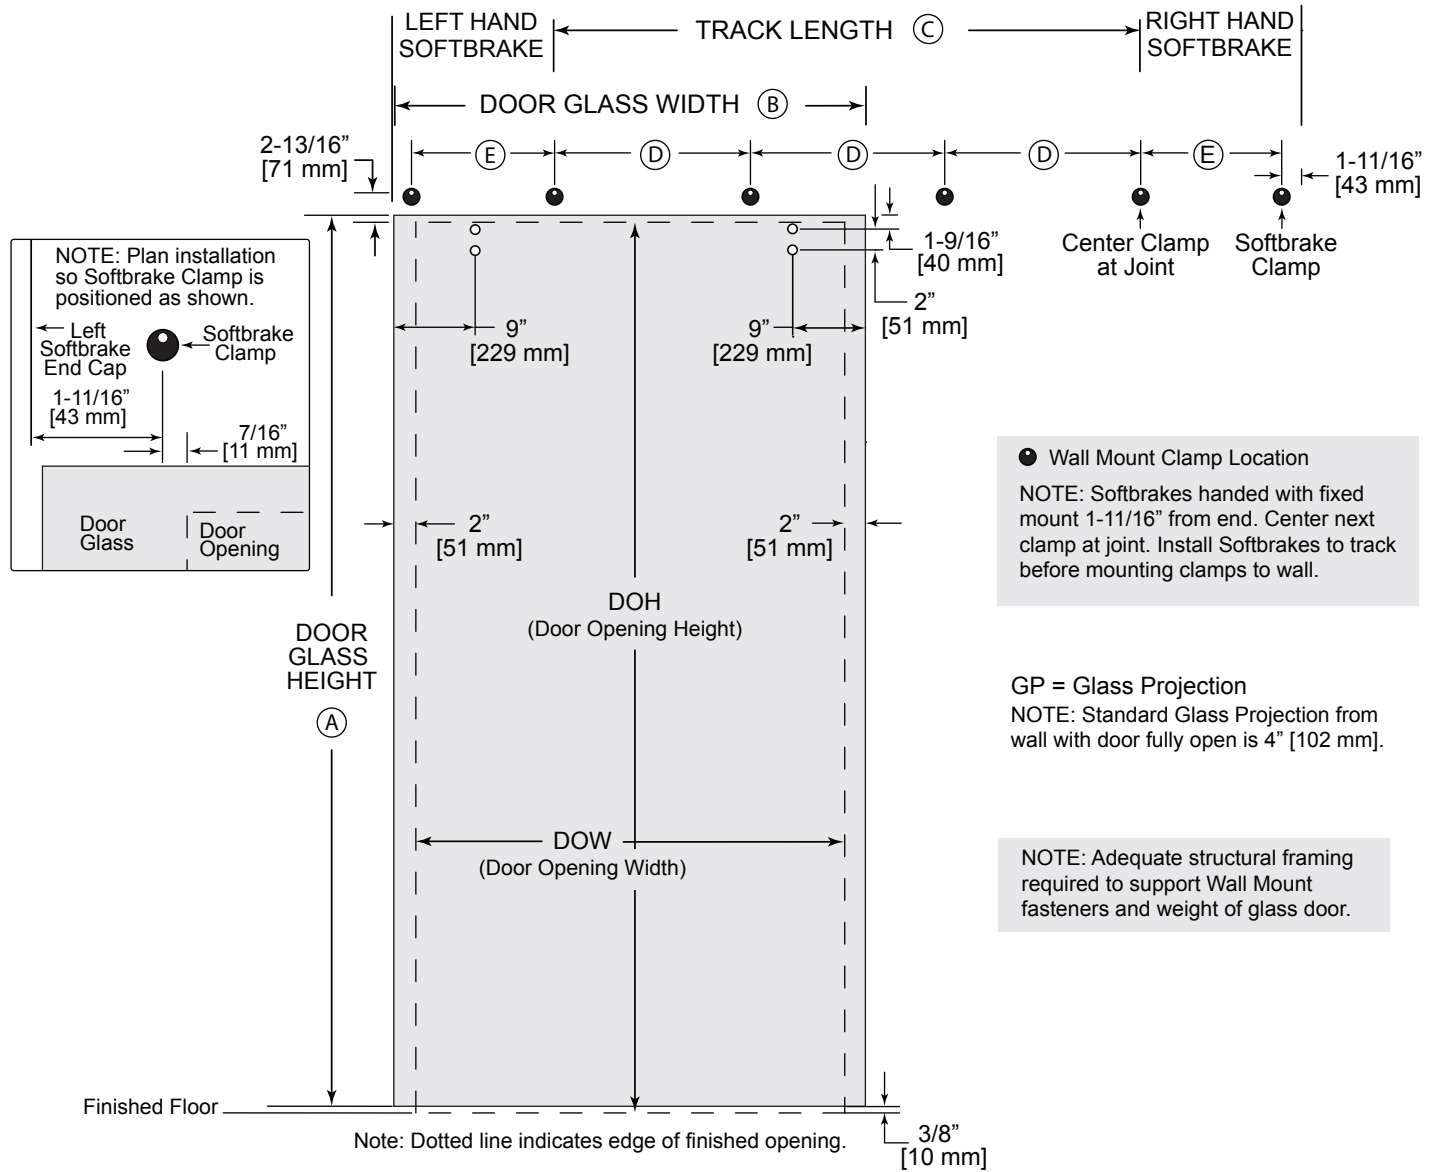 LEFT HAND
SOFTBRAKE
TRACK LENGTH C
RIGHT HAND
SOFTBRAKE
DOOR GLASS WIDTH B
2-13/16”
[71 mm]
E
D
D
D
E
1-11/16”
[43 mm]
1-9/16”
[40 mm]
2”
[51 mm]
Center Clamp
at Joint
Softbrake
Clamp
NOTE: Plan installation
so Softbrake Clamp is
positioned as shown.
Left
Softbrake
End Cap
Softbrake
Clamp
1-11/16”
[43 mm]
7/16”
[11 mm]
Door
Glass
Door
Opening
9”
[229 mm]
9”
[229 mm]
2”
[51 mm]
2”
[51 mm]
Wall Mount Clamp Location
NOTE: Softbrakes handed with fixed
mount 1-11/16” from end. Center next
clamp at joint. Install Softbrakes to track
before mounting clamps to wall.
DOH
(Door Opening Height)
DOOR
GLASS
HEIGHT
A
GP = Glass Projection
NOTE: Standard Glass Projection from
wall with door fully open is 4” [102 mm].
DOW
(Door Opening Width)
NOTE: Adequate structural framing
required to support Wall Mount
fasteners and weight of glass door.
Finished Floor
Note: Dotted line indicates edge of finished opening.
3/8”
[10 mm]